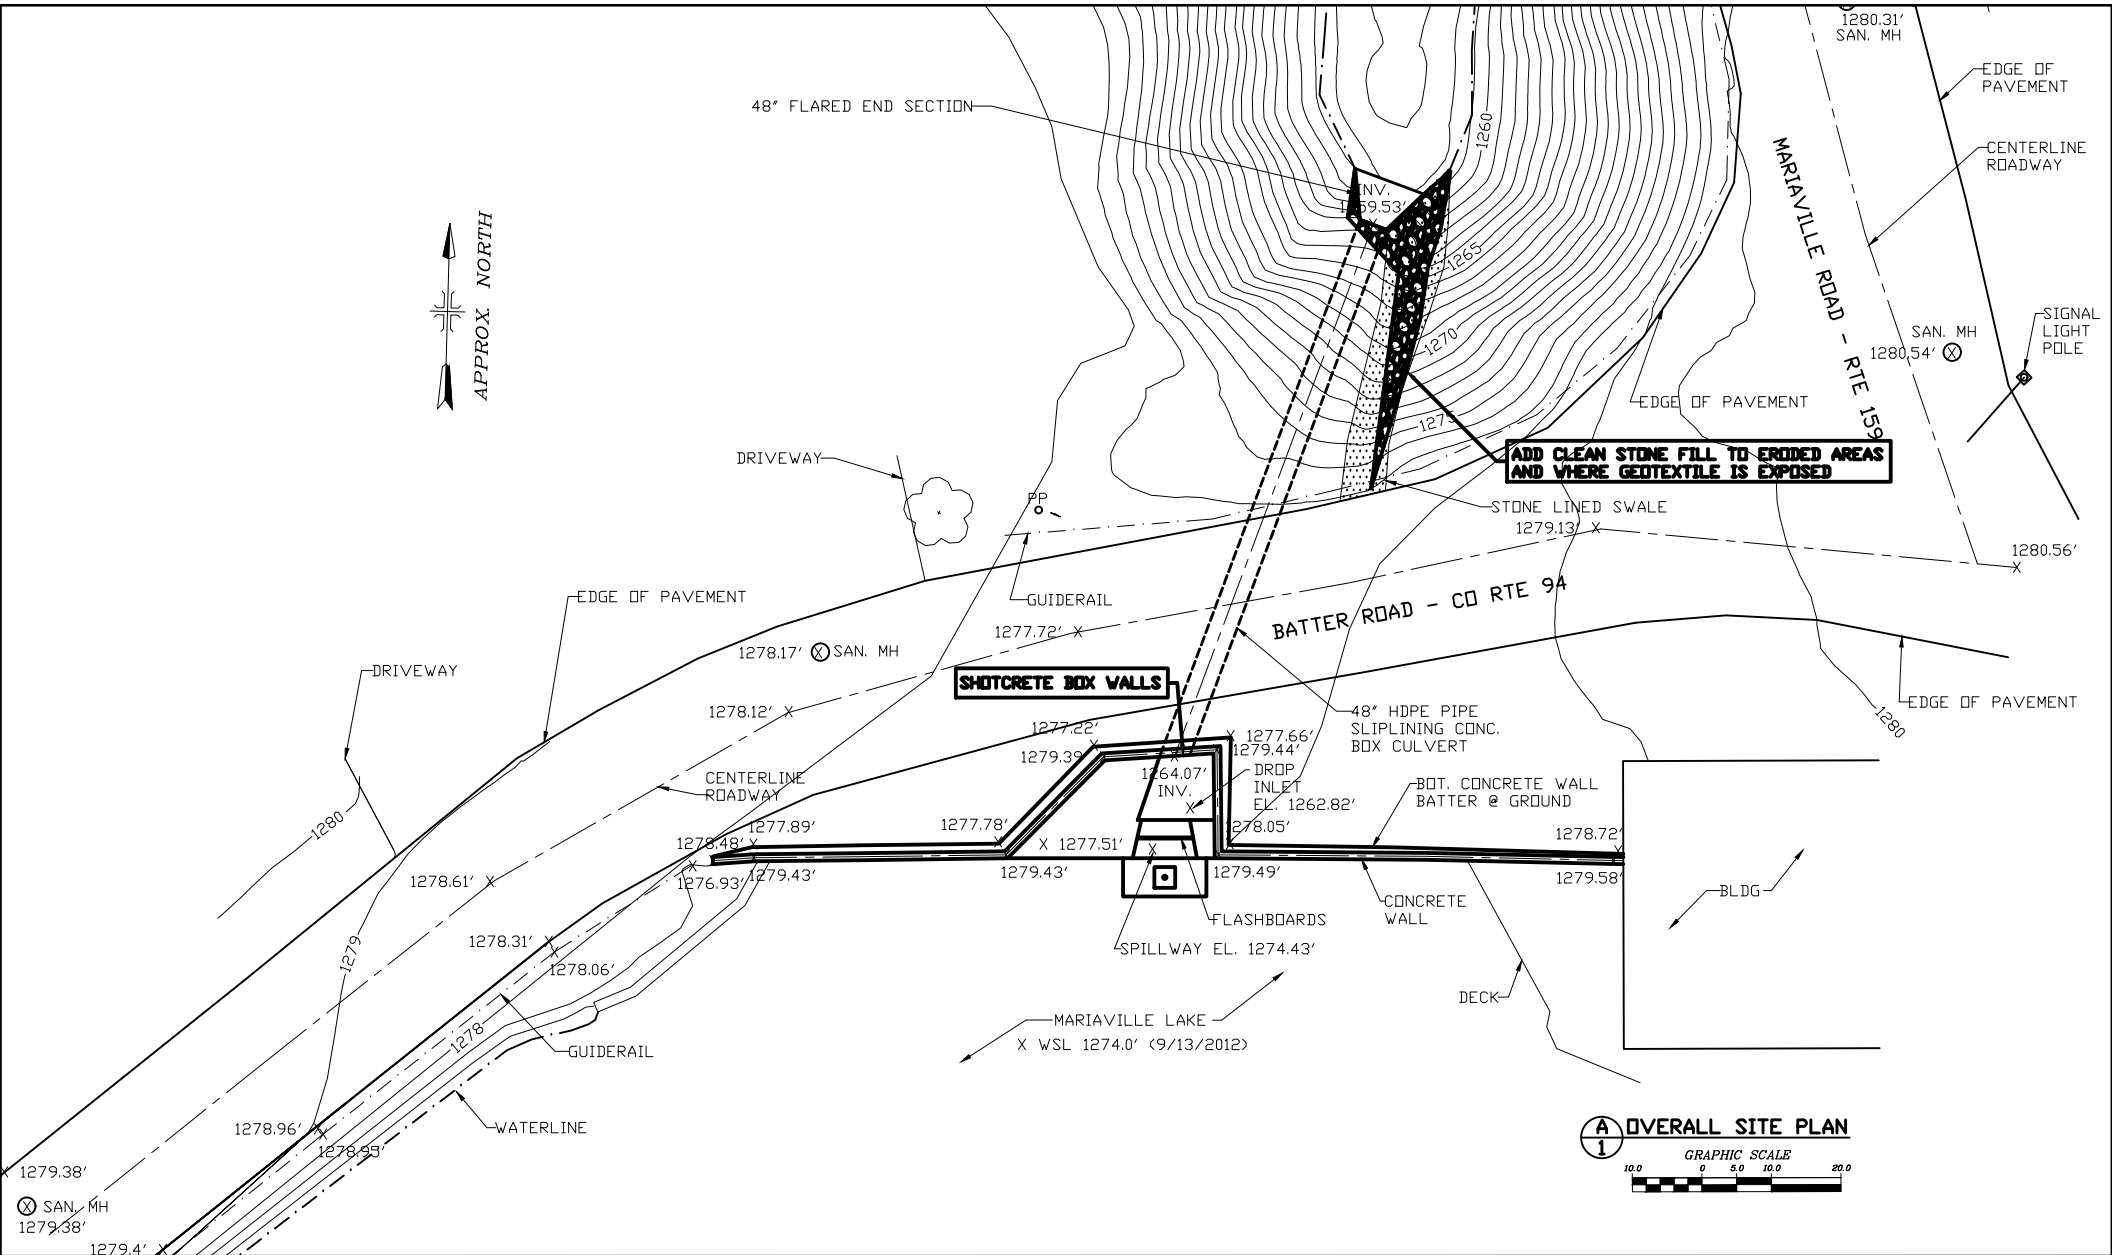 1280.31'
SAN. MH
EDGE OF
PAVEMENT
48" FLARED END SECTION
1260
CENTERLINE
ROADWAY
MARIAVILLE ROAD - RTE 159
INV.
APPROX. NORTH
1265
SIGNAL
LIGHT
POLE
SAN. MH
1280.54'
1270
EDGE OF PAVEMENT
DRIVEWAY
ADD CLEAN STONE FILL TO ERODED AREAS
AND WHERE GEOTEXTILE IS EXPOSED
PP
STONE LINED SWALE
1279.13'
1280.56'
EDGE OF PAVEMENT
GUIDERAIL
BATTER ROAD - CO RTE 94
1277.72'
1278.17'
SAN. MH
DRIVEWAY
SHOTCRETE BOX WALLS
1278.12'
48" HDPE PIPE
SLIPLINING CONC.
BOX CULVERT
EDGE OF PAVEMENT
1280
1277.22'
1277.66'
1279.39'
1279.44'
1264.07'
INV.
DROP
INLET
EL. 1262.82'
CENTERLINE
ROADWAY
BOT. CONCRETE WALL
BATTER @ GROUND
1280
1277.89'
1277.78'
1278.05'
1278.72'
1278.48'
1277.51'
1276.93'
1279.43'
1279.43'
1279.49'
1279.58'
1278.61'
CONCRETE
WALL
BLDG
FLASHBOARDS
1278.31'
SPILLWAY EL. 1274.43'
1279
1278.06'
DECK
MARIAVILLE LAKE
X WSL 1274.0' (9/13/2012)
1278
GUIDERAIL
WATERLINE
1278.96'
1278.95'
A
1
OVERALL SITE PLAN
GRAPHIC SCALE
10.0 0 5.0 10.0 20.0
1279.38'
SAN. MH
1279.38'
1279.4'